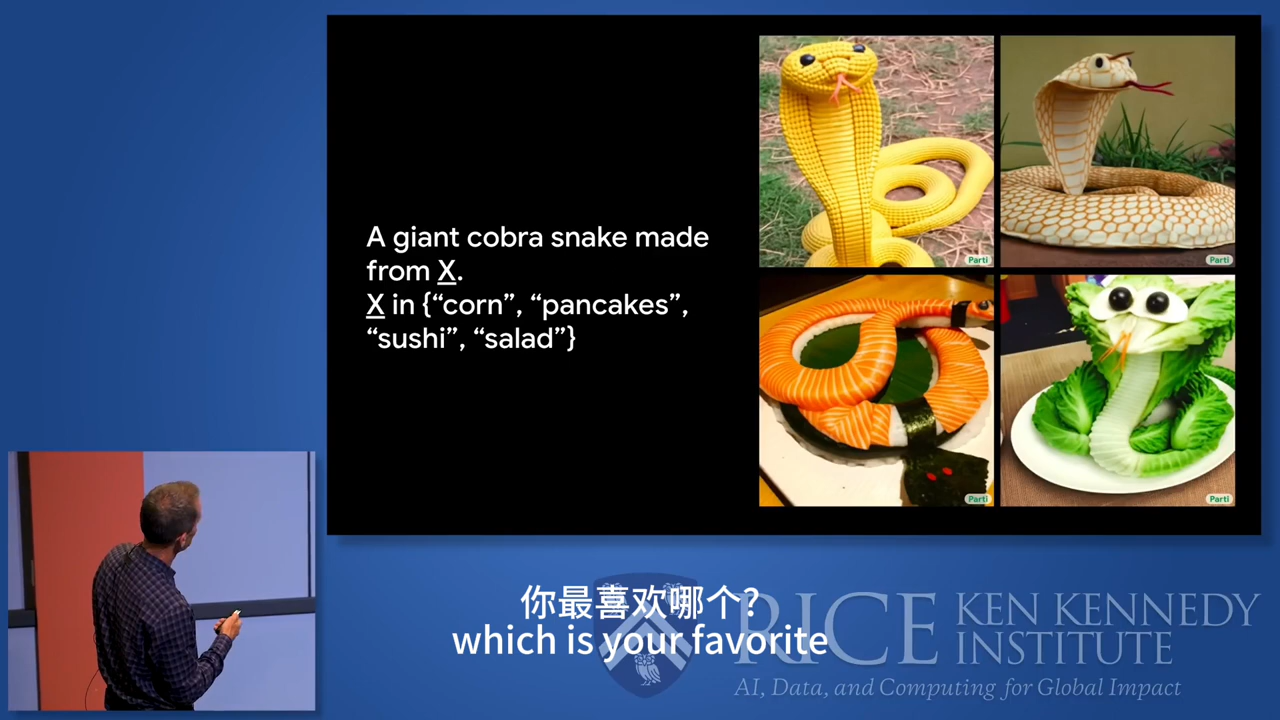 A giant cobra snake made
from X.
X in {“corn”, “pancakes”,
“sushi”, “salad”}
Parti
Parti
Parti
Parti
你最喜欢哪个?
which is your favorite
RICE
KEN KENNEDY
INSTITUTE
AI, Data, and Computing for Global Impact